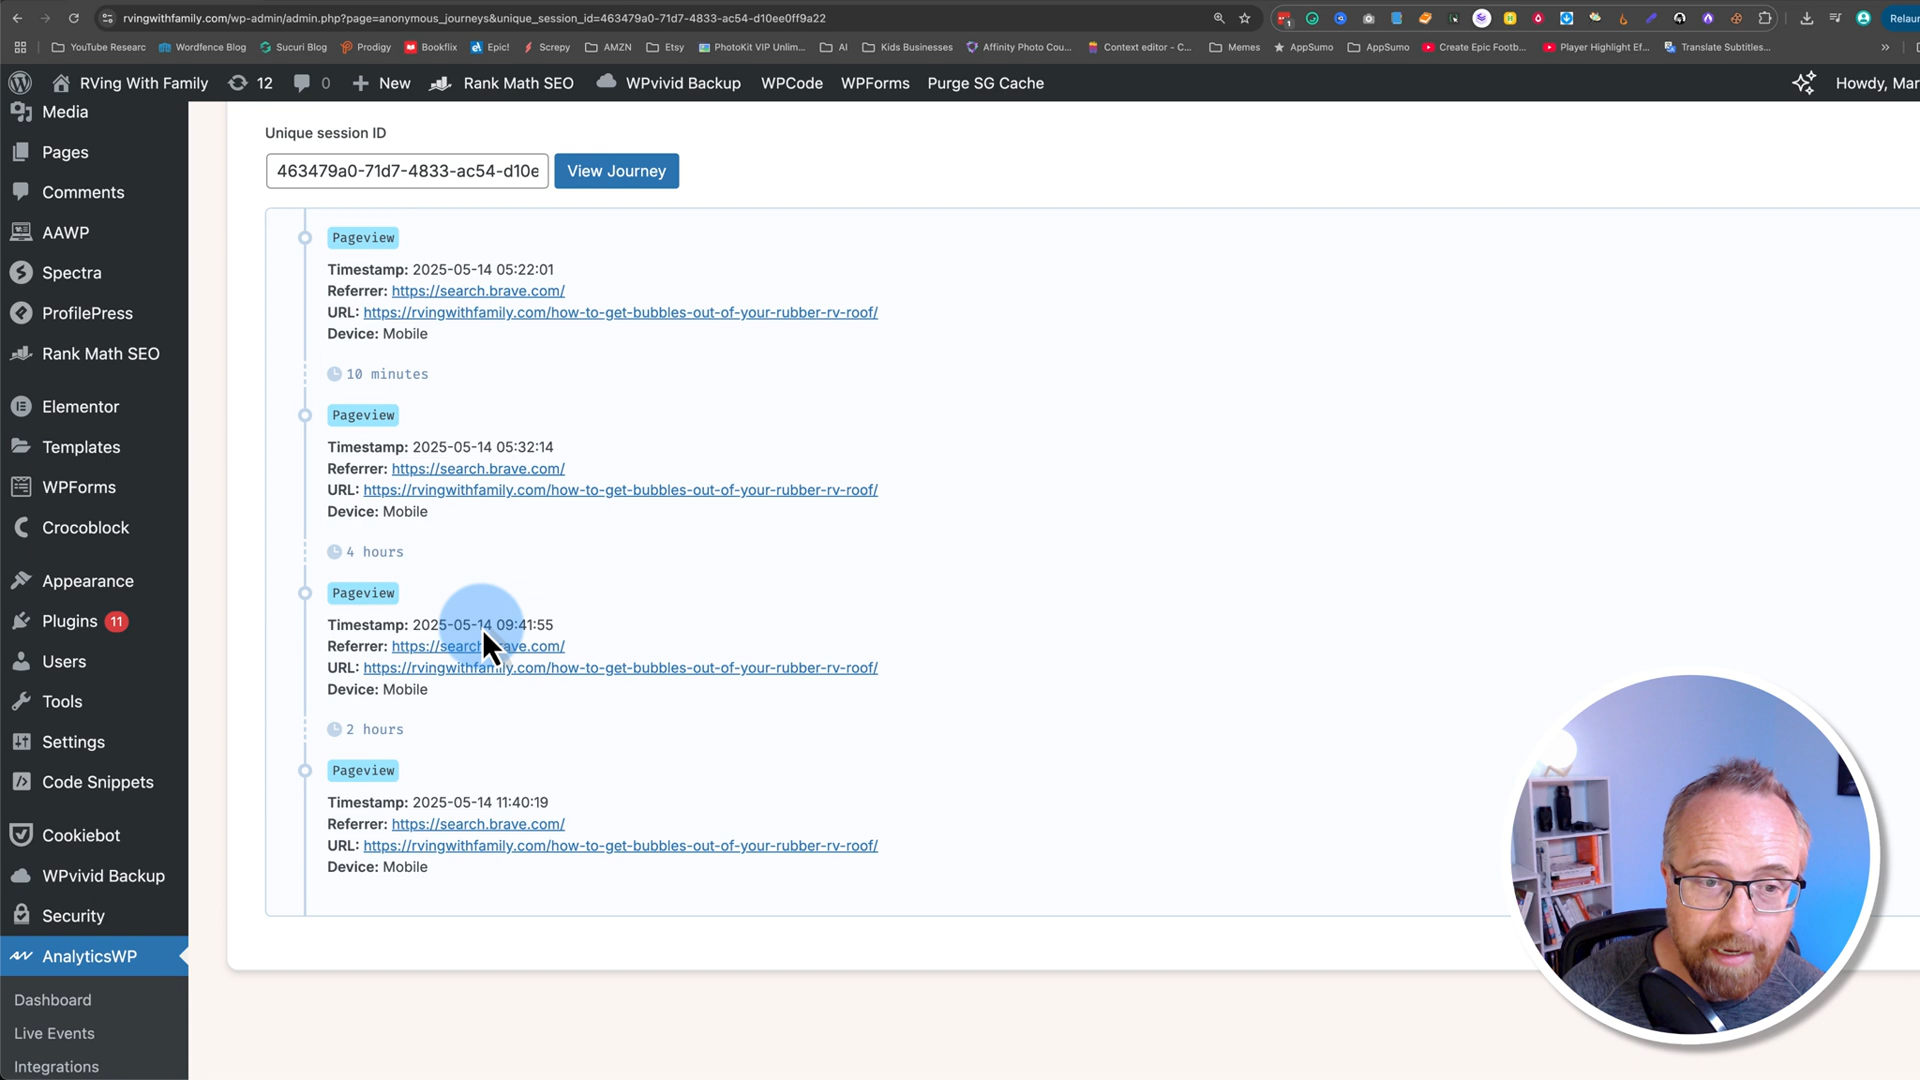 rvingwithfamily.com/wp-admin/admin.php?page=anonymous_journeys&unique_session_id=463479a0-71d7-4833-ac54-d10ee0ff9a22
Relaun
YouTube Researc
Wordfence Blog
Sucuri Blog
Prodigy
Bookflix
Epic!
Screpy
AMZN
Etsy
PhotoKit VIP Unlim...
AI
Kids Businesses
Affinity Photo Cou...
Context editor - C...
Memes
AppSumo
AppSumo
Create Epic Footb...
Player Highlight Ef...
Translate Subtitles...
»
RVing With Family
12
0
New
Rank Math SEO
WPvivid Backup
WPCode
WPForms
Purge SG Cache
Howdy, Mar
Media
Pages
Comments
AAWP
Spectra
ProfilePress
Rank Math SEO
Elementor
Templates
WPForms
Crocoblock
Appearance
Plugins 11
Users
Tools
Settings
Code Snippets
Cookiebot
WPvivid Backup
Security
AnalyticsWP
Dashboard
Live Events
Integrations
Unique session ID
463479a0-71d7-4833-ac54-d10e
View Journey
Pageview
Timestamp: 2025-05-14 05:22:01
Referrer: https://search.brave.com/
URL: https://rvingwithfamily.com/how-to-get-bubbles-out-of-your-rubber-rv-roof/
Device: Mobile
10 minutes
Pageview
Timestamp: 2025-05-14 05:32:14
Referrer: https://search.brave.com/
URL: https://rvingwithfamily.com/how-to-get-bubbles-out-of-your-rubber-rv-roof/
Device: Mobile
4 hours
Pageview
Timestamp: 2025-05-14 09:41:55
Referrer: https://search.brave.com/
URL: https://rvingwithfamily.com/how-to-get-bubbles-out-of-your-rubber-rv-roof/
Device: Mobile
2 hours
Pageview
Timestamp: 2025-05-14 11:40:19
Referrer: https://search.brave.com/
URL: https://rvingwithfamily.com/how-to-get-bubbles-out-of-your-rubber-rv-roof/
Device: Mobile